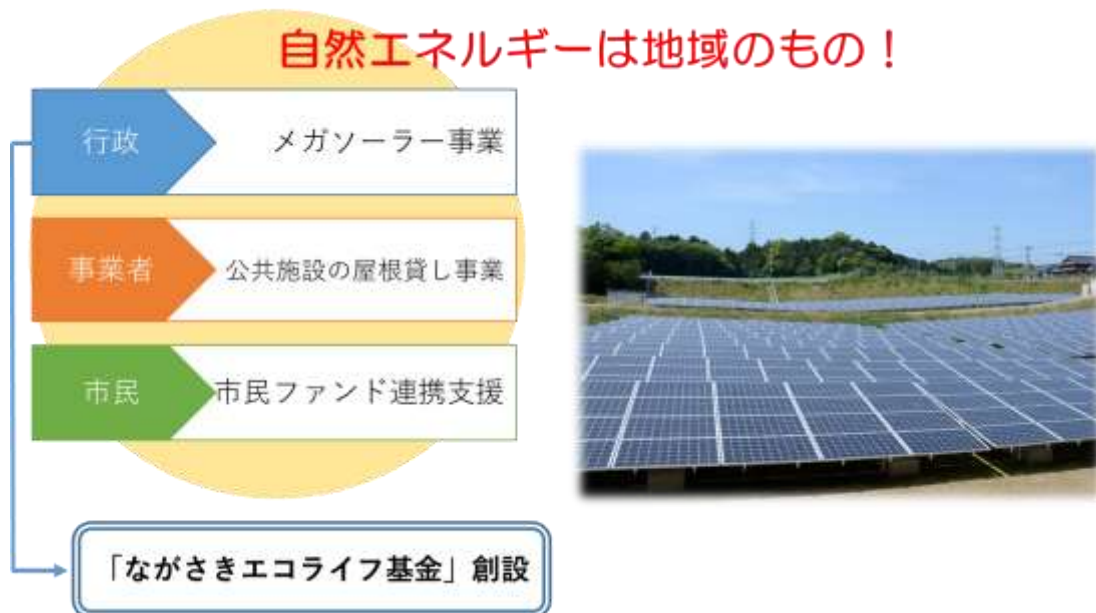 自然エネルギーは地域のもの！
行政
メガソーラー事業
事業者
公共施設の屋根貸し事業
市民
市民ファンド連携支援
「ながさきエコライフ基金」創設